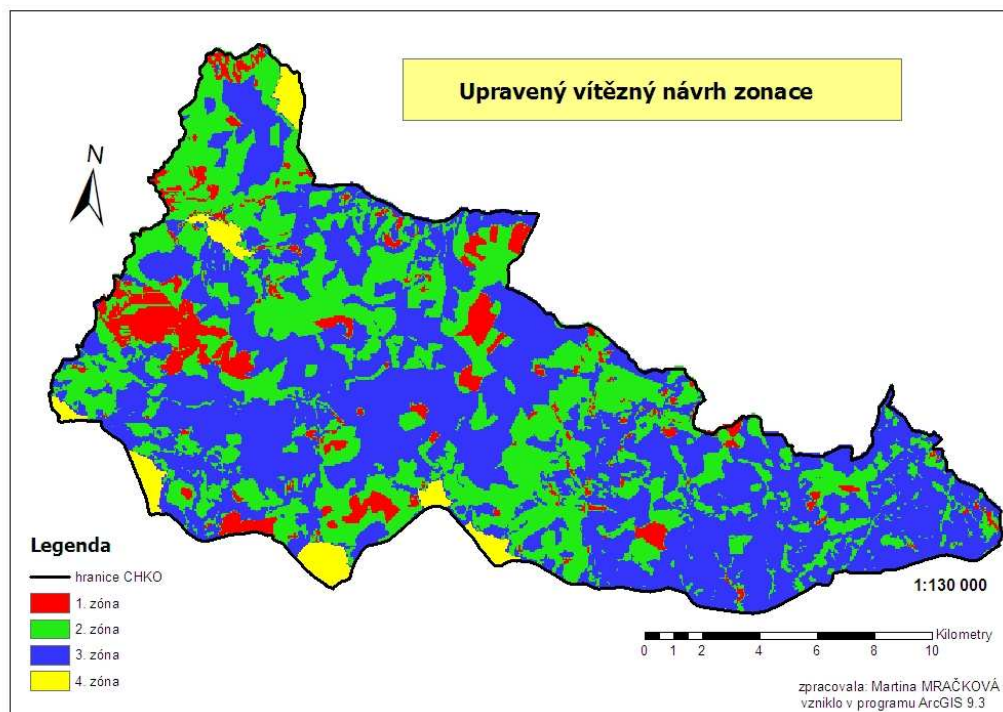 Upravený vítězný návrh zonace
N
Legenda
hranice CHKO
1. zóna
2. zóna
3. zóna
4. zóna
1:130 000
Kilometry
0 1 2 4 6 8 10
zpracovala: Martina MRAČKOVÁ
vzniklo v programu ArcGIS 9.3